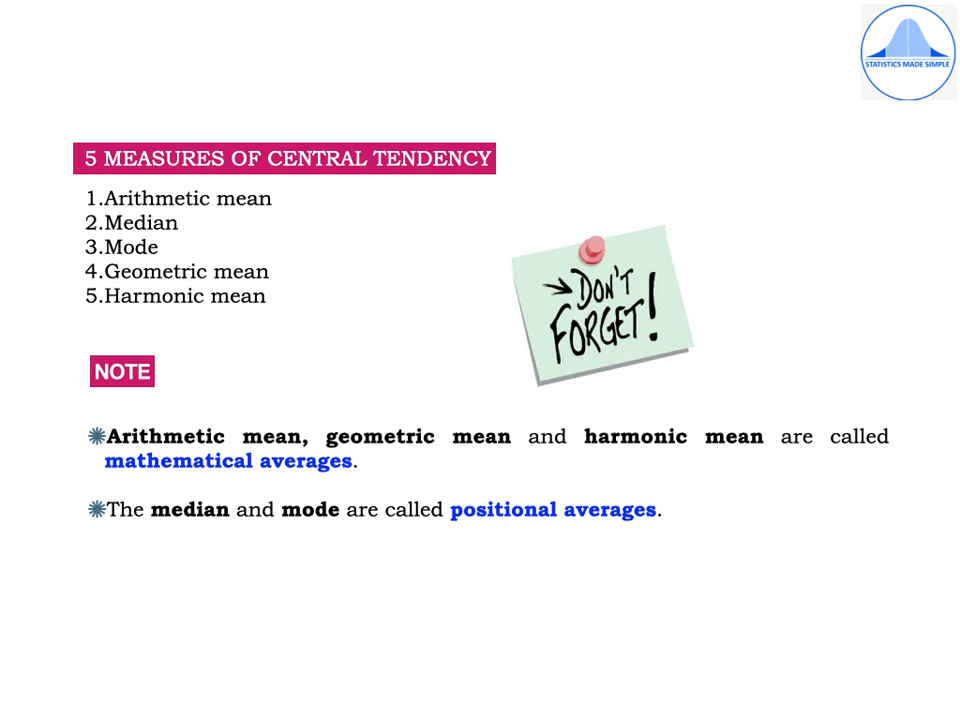 STATISTICS MADE SIMPLE
5 MEASURES OF CENTRAL TENDENCY
1.Arithmetic mean
2.Median
3.Mode
4.Geometric mean
5.Harmonic mean
DON'T
FORGET!
NOTE
Arithmetic mean, geometric mean and harmonic mean are called
mathematical averages.
The median and mode are called positional averages.